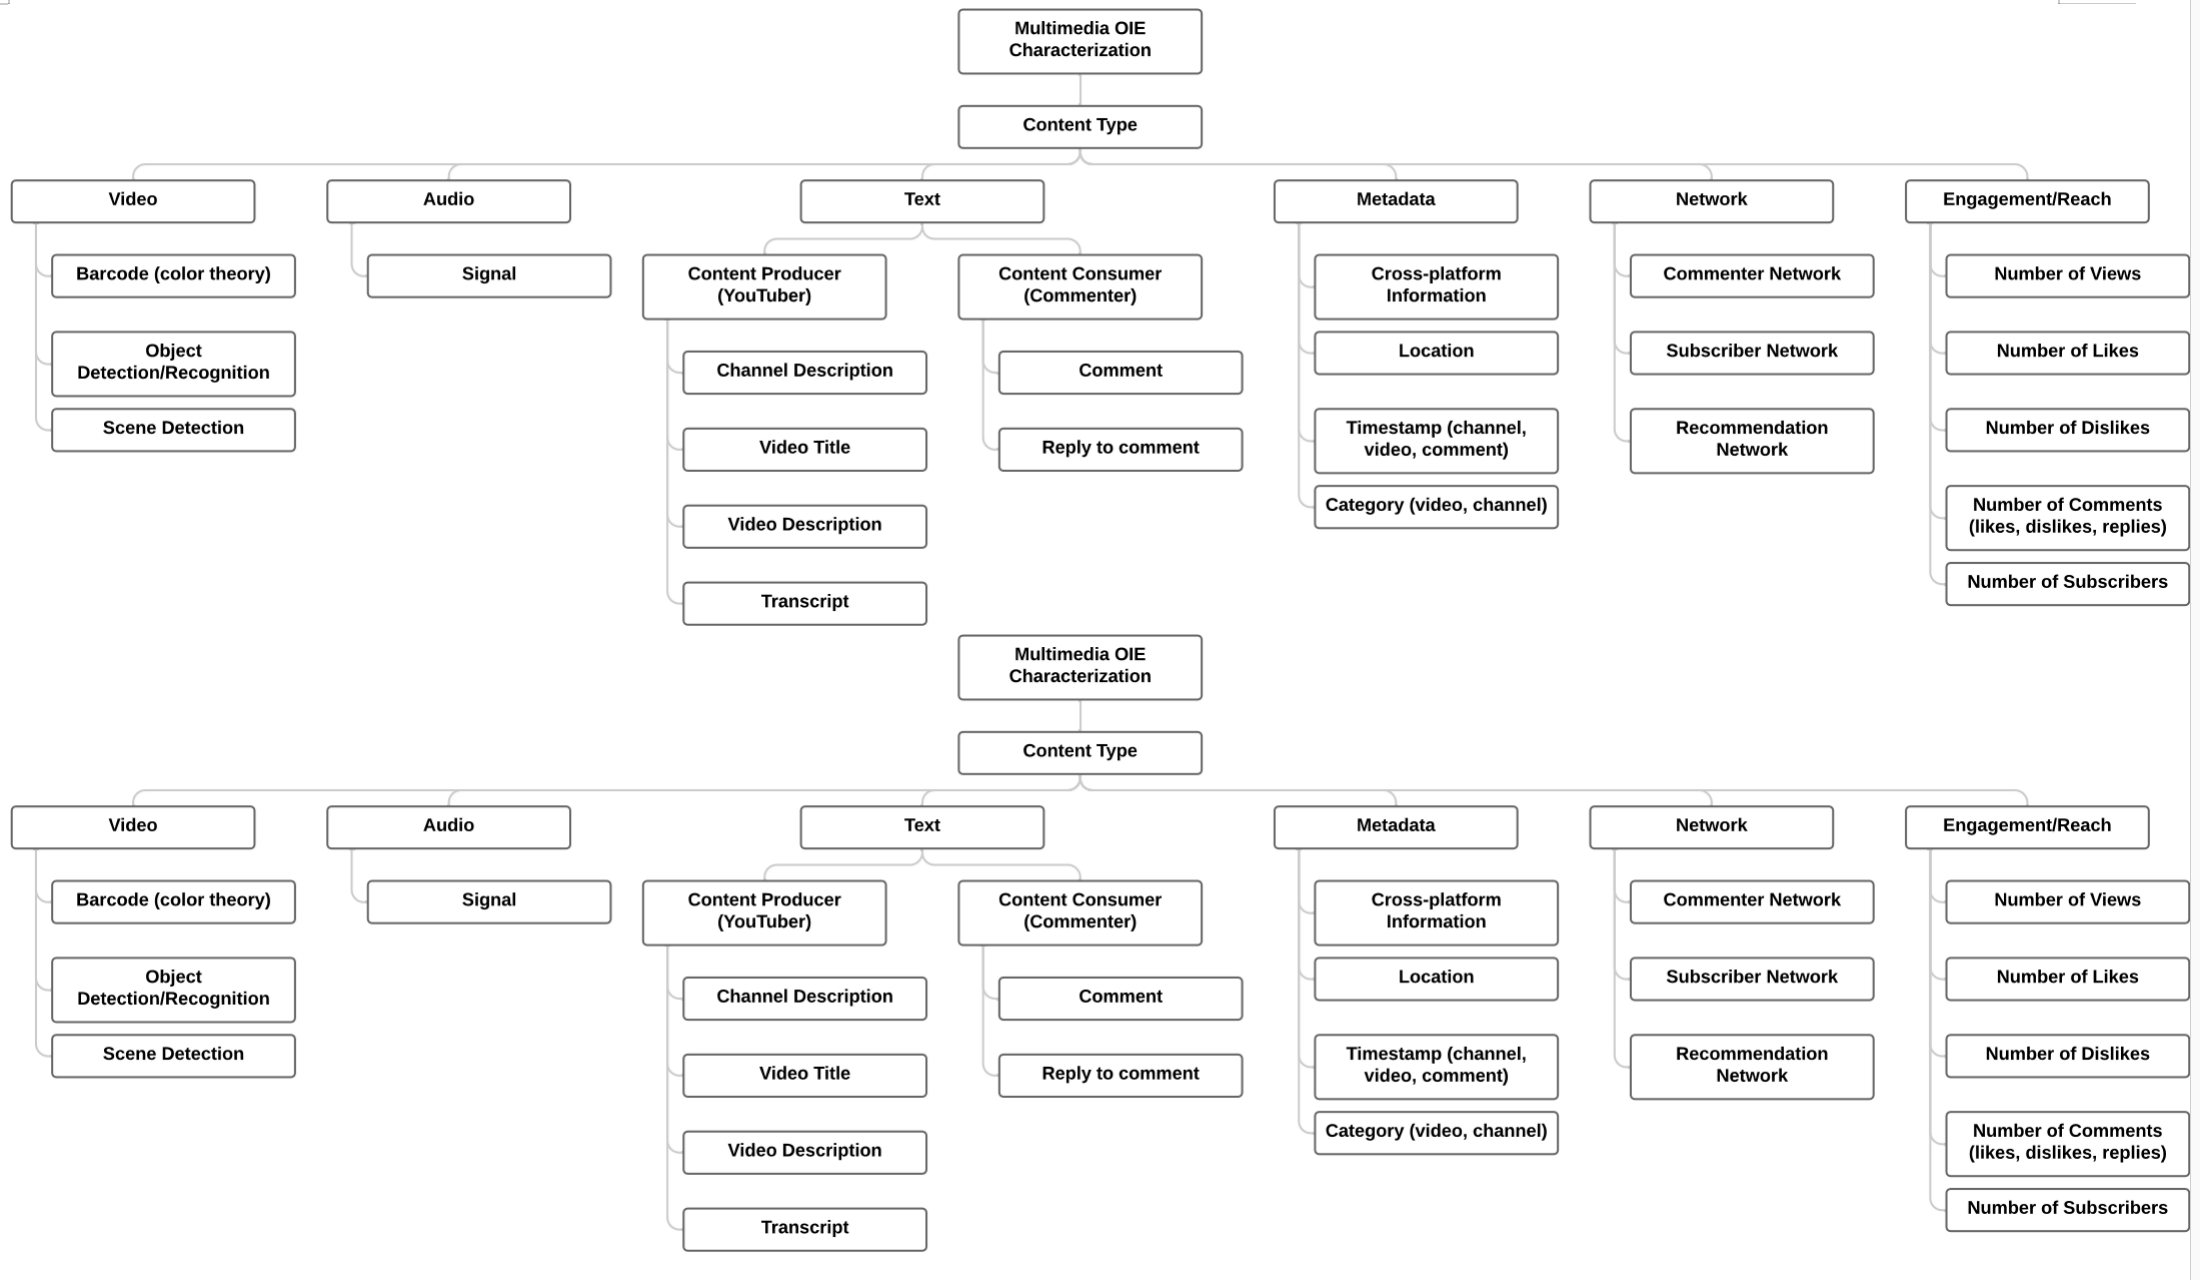 Multimedia OIE
Characterization
Content Type
Video
Audio
Text
Metadata
Network
Engagement/Reach
Barcode (color theory)
Object
Detection/Recognition
Scene Detection
Signal
Content Producer
(YouTuber)
Channel Description
Video Title
Video Description
Transcript
Content Consumer
(Commenter)
Comment
Reply to comment
Cross-platform
Information
Location
Timestamp (channel,
video, comment)
Category (video, channel)
Commenter Network
Subscriber Network
Recommendation
Network
Number of Views
Number of Likes
Number of Dislikes
Number of Comments
(likes, dislikes, replies)
Number of Subscribers
Multimedia OIE
Characterization
Content Type
Video
Audio
Text
Metadata
Network
Engagement/Reach
Barcode (color theory)
Object
Detection/Recognition
Scene Detection
Signal
Content Producer
(YouTuber)
Channel Description
Video Title
Video Description
Transcript
Content Consumer
(Commenter)
Comment
Reply to comment
Cross-platform
Information
Location
Timestamp (channel,
video, comment)
Category (video, channel)
Commenter Network
Subscriber Network
Recommendation
Network
Number of Views
Number of Likes
Number of Dislikes
Number of Comments
(likes, dislikes, replies)
Number of Subscribers